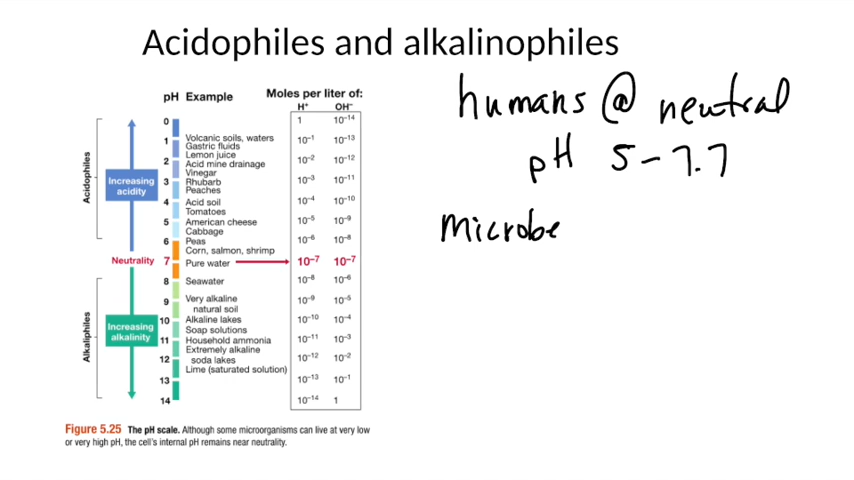 Acidophiles and alkalinophiles
pH Example
Moles per liter of:
H⁺ OH⁻
0 1 10⁻¹⁴
1 Volcanic soils, waters 10⁻¹ 10⁻¹³
Gastric fluids
2 Lemon juice 10⁻² 10⁻¹²
Acid mine drainage
Vinegar
3 Rhubarb 10⁻³ 10⁻¹¹
Peaches
4 Acid soil 10⁻⁴ 10⁻¹⁰
Tomatoes
5 American cheese 10⁻⁵ 10⁻⁹
Cabbage
6 Peas 10⁻⁶ 10⁻⁸
Corn, salmon, shrimp
Neutrality 7 Pure water 10⁻⁷ 10⁻⁷
8 Seawater 10⁻⁸ 10⁻⁶
9 Very alkaline 10⁻⁹ 10⁻⁵
natural soil
10 Alkaline lakes 10⁻¹⁰ 10⁻⁴
Soap solutions
11 Household ammonia 10⁻¹¹ 10⁻³
Extremely alkaline
12 soda lakes 10⁻¹² 10⁻²
Lime (saturated solution)
13 10⁻¹³ 10⁻¹
14 10⁻¹⁴ 1
Acidophiles
Increasing
acidity
Alkaliphiles
Increasing
alkalinity
Figure 5.25 The pH scale. Although some microorganisms can live at very low
or very high pH, the cell's internal pH remains near neutrality.
humans @ neutral
pH 5-7.7
microbe